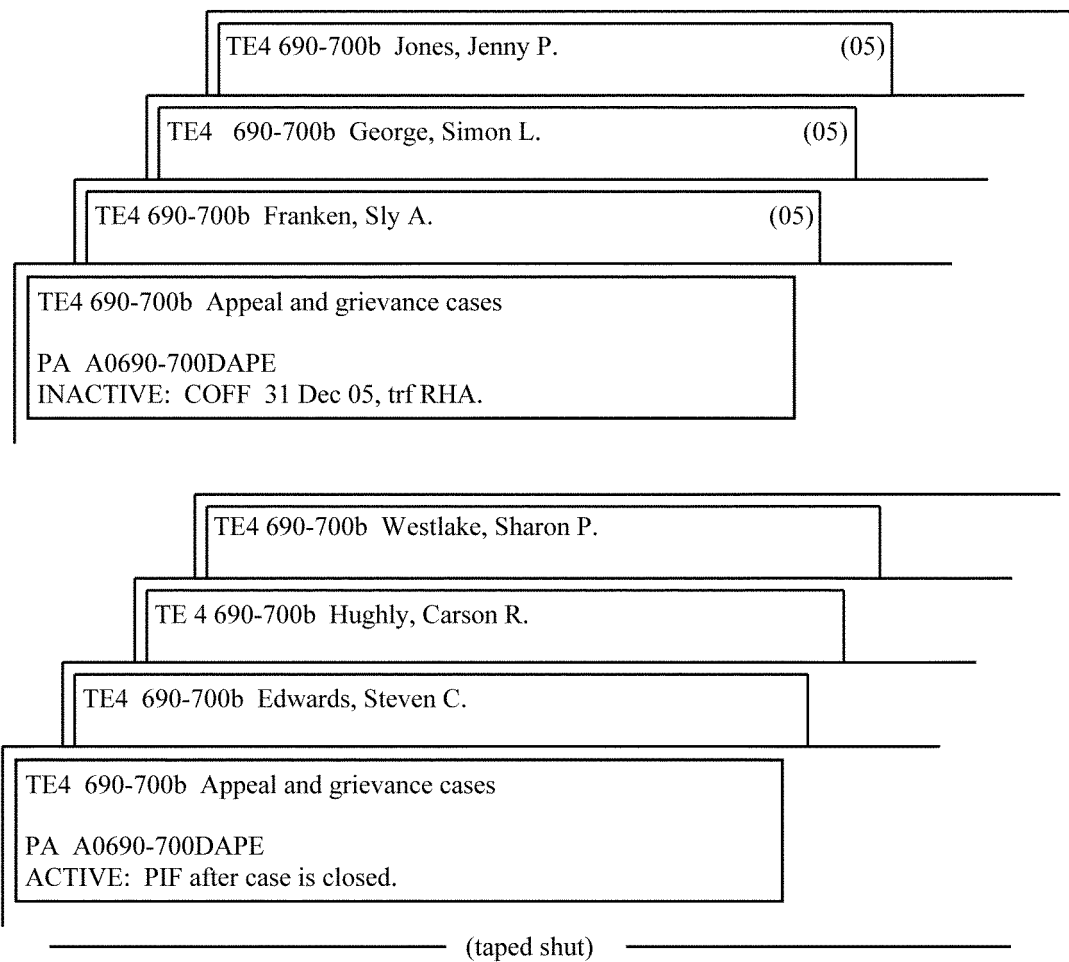 TE4 690-700b Jones, Jenny P. (05)
TE4 690-700b George, Simon L. (05)
TE4 690-700b Franken, Sly A. (05)
TE4 690-700b Appeal and grievance cases
PA A0690-700DAPE
INACTIVE: COFF 31 Dec 05, trf RHA.
TE4 690-700b Westlake, Sharon P.
TE 4 690-700b Hughly, Carson R.
TE4 690-700b Edwards, Steven C.
TE4 690-700b Appeal and grievance cases
PA A0690-700DAPE
ACTIVE: PIF after case is closed.
(taped shut)